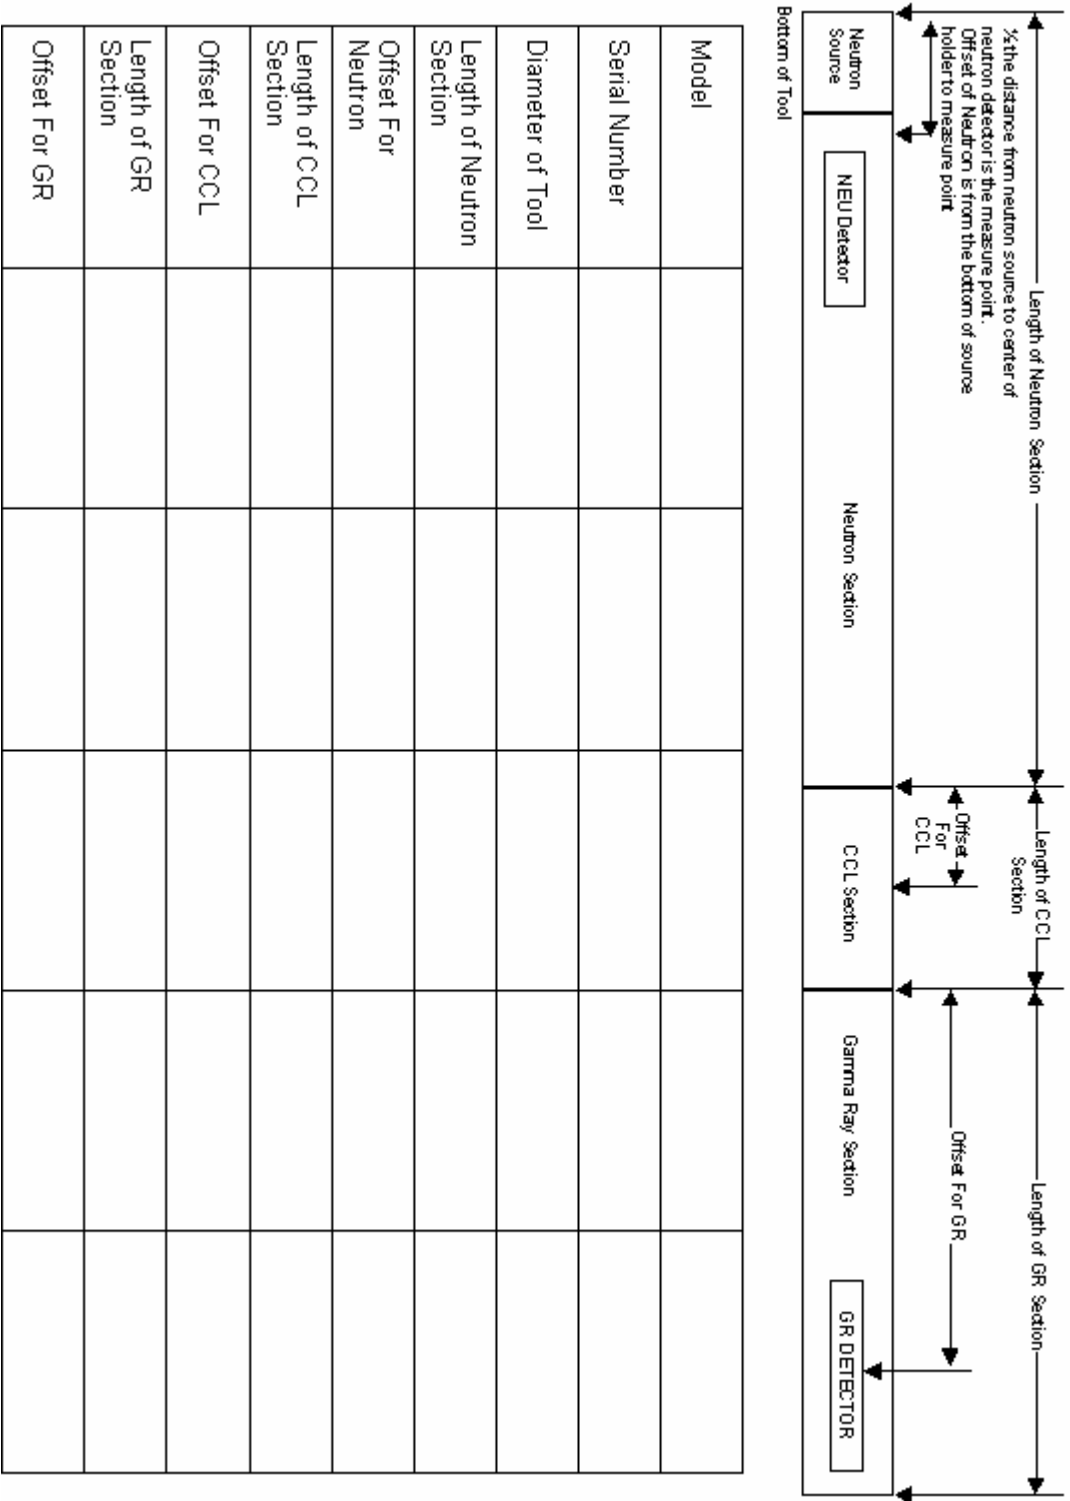 Length of Neutron Section
Length of CCL
Section
Length of GR Section
½ the distance from neutron source to center of
neutron detector is the measure point.
Offset of Neutron is from the bottom of source
holder to measure point
Offset
For
CCL
Offset For GR
Neutron
Source
NEU Detector
Neutron Section
CCL Section
Gamma Ray Section
GR DETECTOR
Bottom of Tool
Model
Serial Number
Diameter of Tool
Length of Neutron
Section
Offset For
Neutron
Length of CCL
Section
Offset For CCL
Length of GR
Section
Offset For GR